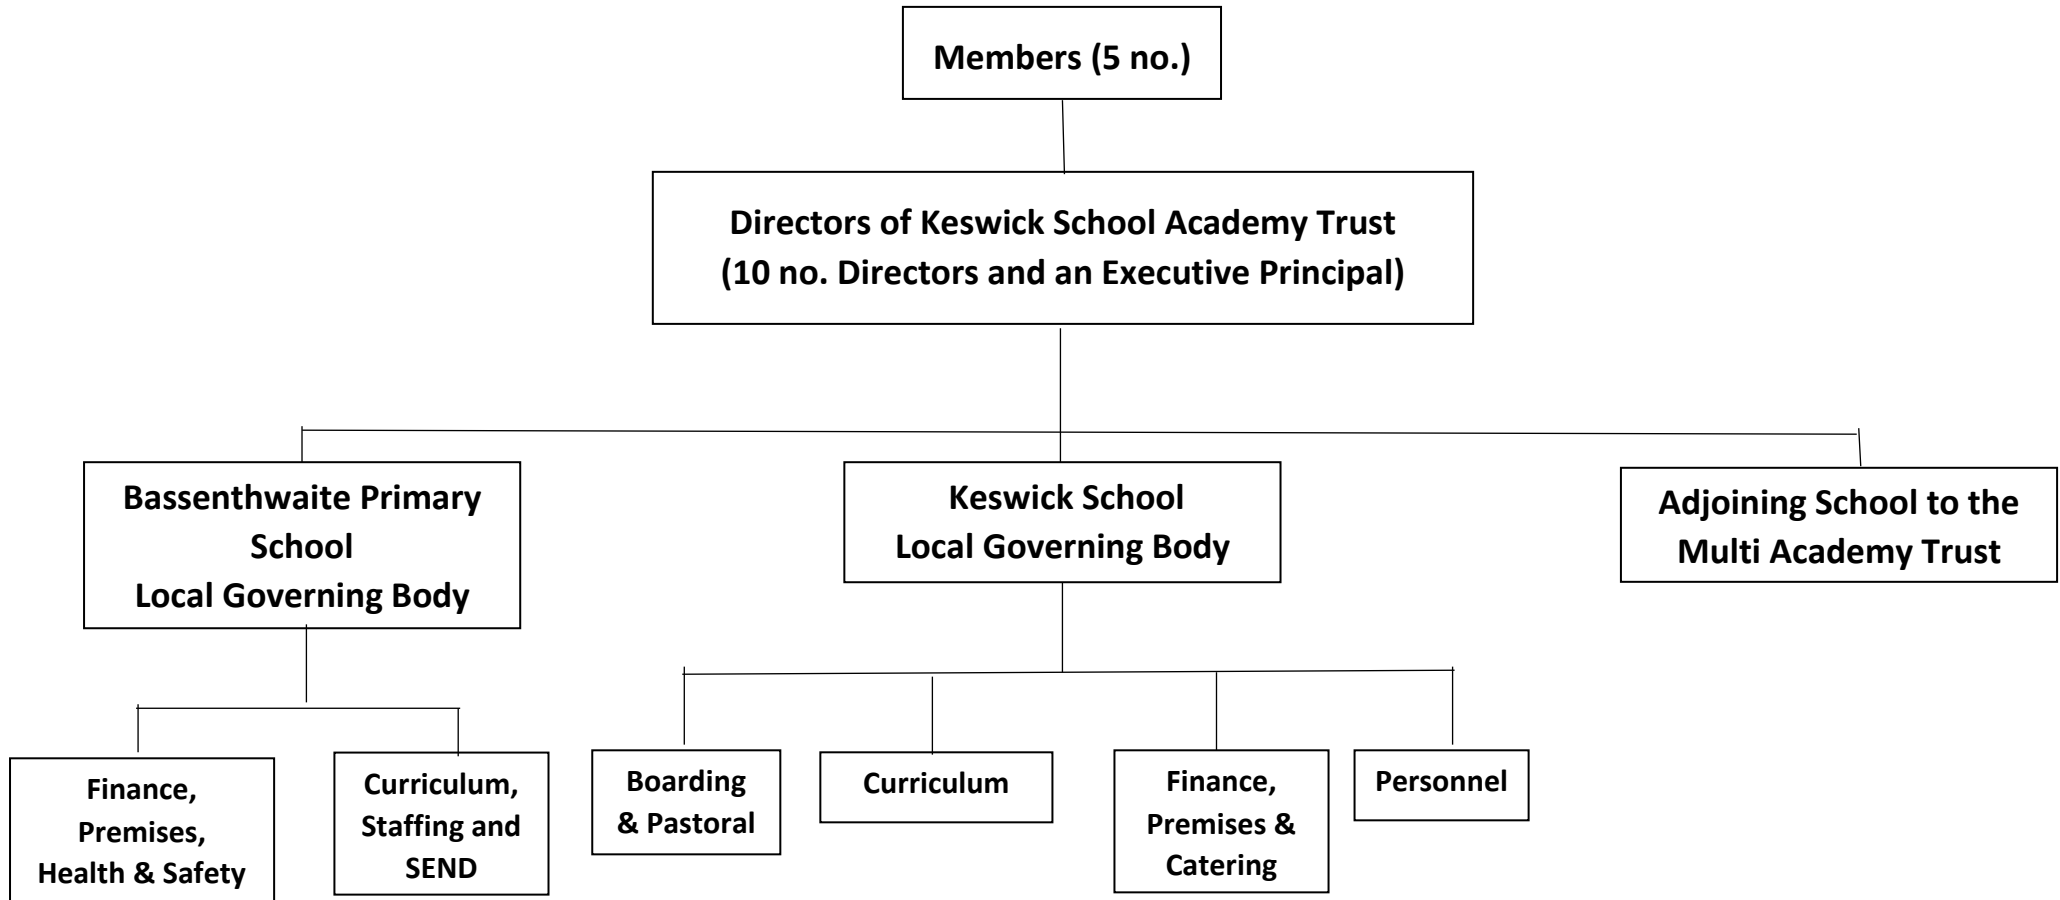 Members (5 no.)
Directors of Keswick School Academy Trust
(10 no. Directors and an Executive Principal)
Bassenthwaite Primary
School
Local Governing Body
Keswick School
Local Governing Body
Adjoining School to the
Multi Academy Trust
Finance,
Premises,
Health & Safety
Curriculum,
Staffing and
SEND
Boarding
& Pastoral
Curriculum
Finance,
Premises &
Catering
Personnel